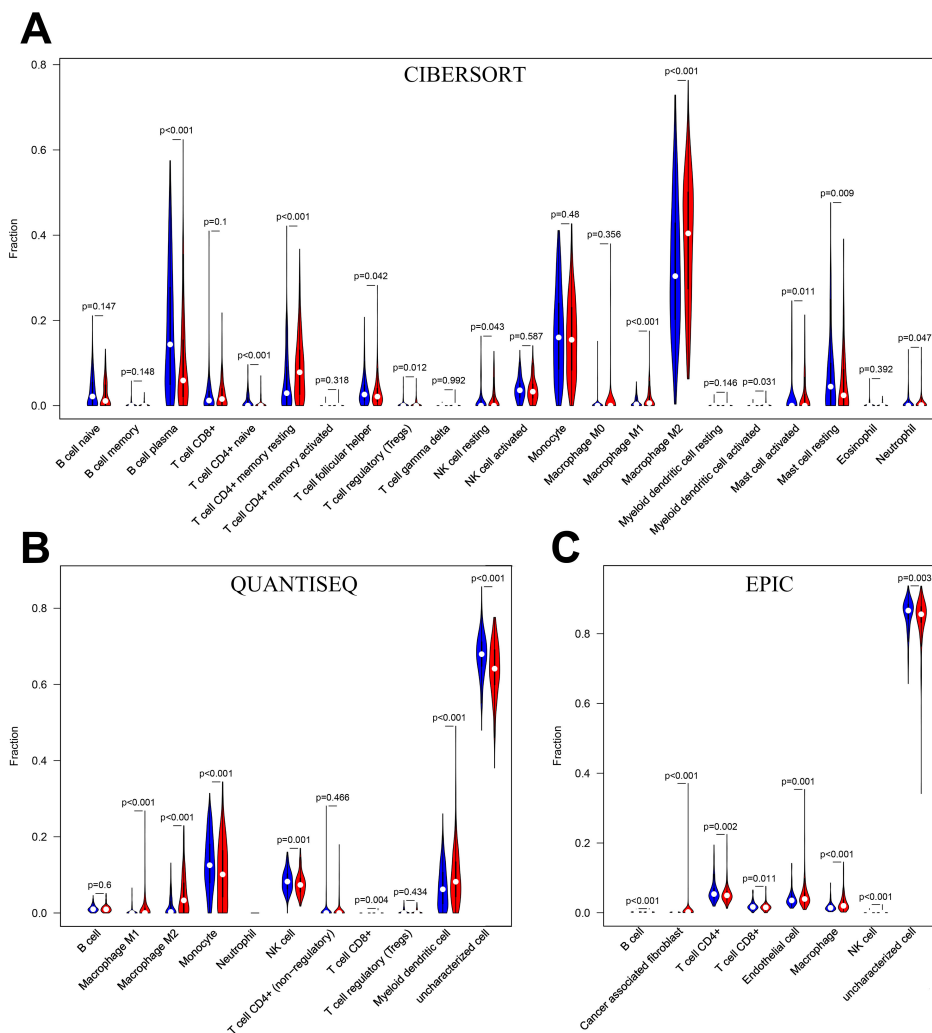 A
CIBERSORT
Fraction
0.8
0.6
0.4
0.2
0.0
p=0.147
p=0.148
p<0.001
p=0.1
p<0.001
p<0.001
p=0.318
p=0.042
p=0.012
p=0.992
p=0.043
p=0.587
p=0.48
p=0.356
p<0.001
p<0.001
p=0.146
p=0.031
p=0.011
p=0.009
p=0.392
p=0.047
B cell naive
B cell memory
B cell plasma
T cell CD8+
T cell CD4+ naive
T cell CD4+ memory resting
T cell CD4+ memory activated
T cell follicular helper
T cell regulatory (Tregs)
T cell gamma delta
NK cell resting
NK cell activated
Monocyte
Macrophage M0
Macrophage M1
Macrophage M2
Myeloid dendritic cell resting
Myeloid dendritic cell activated
Mast cell activated
Mast cell resting
Eosinophil
Neutrophil
B
QUANTISEQ
Fraction
0.8
0.6
0.4
0.2
0.0
p=0.6
p<0.001
p<0.001
p<0.001
p=0.001
p=0.466
p=0.004
p=0.434
p<0.001
p<0.001
B cell
Macrophage M1
Macrophage M2
Monocyte
Neutrophil
NK cell
T cell CD4+ (non−regulatory)
T cell CD8+
T cell regulatory (Tregs)
Myeloid dendritic cell
uncharacterized cell
C
EPIC
Fraction
0.8
0.6
0.4
0.2
0.0
p<0.001
p<0.001
p=0.002
p=0.011
p=0.001
p<0.001
p<0.001
p=0.003
B cell
Cancer associated fibroblast
T cell CD4+
T cell CD8+
Endothelial cell
Macrophage
NK cell
uncharacterized cell